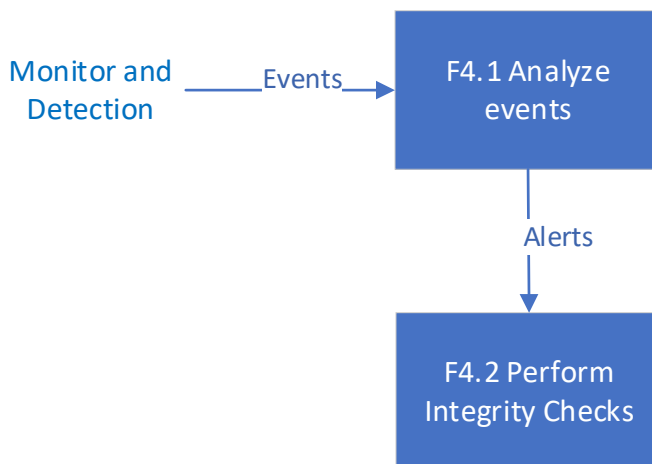 Monitor and
Detection
Events
F4.1 Analyze
events
Alerts
F4.2 Perform
Integrity Checks